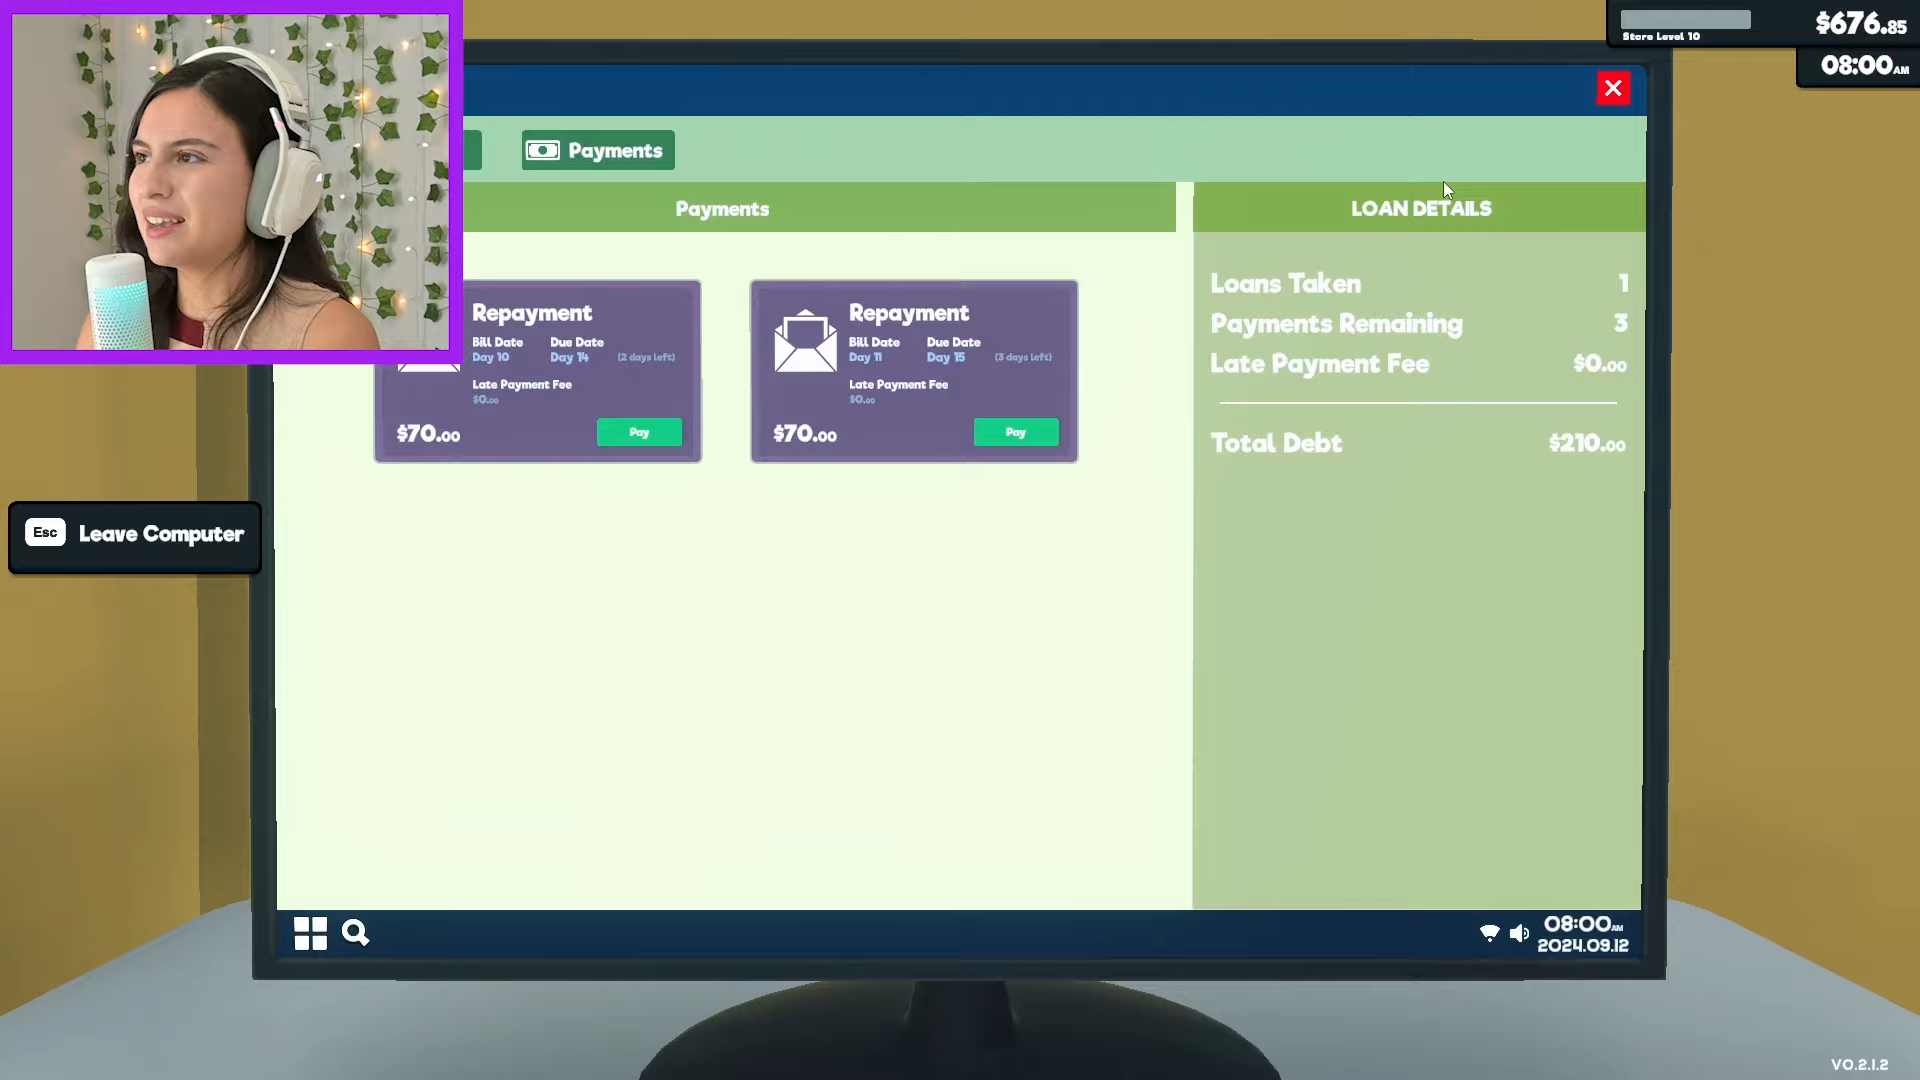 $676.85
Store Level 10
08:00AM
Payments
Payments
LOAN DETAILS
Repayment
Bill Date Due Date
Day 10 Day 14 (2 days left)
Late Payment Fee
$0.00
$70.00 Pay
Repayment
Bill Date Due Date
Day 11 Day 15 (3 days left)
Late Payment Fee
$0.00
$70.00 Pay
Loans Taken 1
Payments Remaining 3
Late Payment Fee $0.00
Total Debt $210.00
Esc Leave Computer
08:00AM
2024.09.12
V0.2.1.2